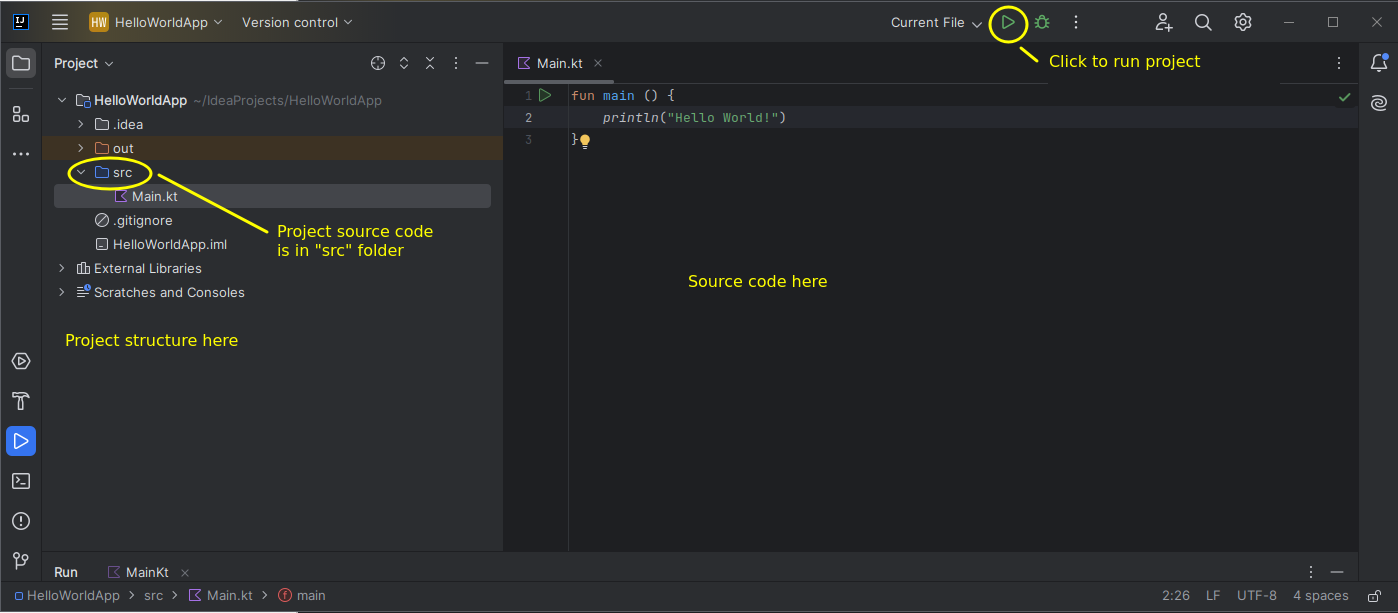 IJ HW HelloWorldApp Version control Current File
Project
Main.kt
Click to run project
HelloWorldApp ~/IdeaProjects/HelloWorldApp
.idea
out
src
Main.kt
.gitignore
HelloWorldApp.iml
External Libraries
Scratches and Consoles
Project source code
is in "src" folder
Project structure here
1 fun main () {
2 println("Hello World!")
3 }
Source code here
Run MainKt
HelloWorldApp > src > Main.kt > f main 2:26 LF UTF-8 4 spaces